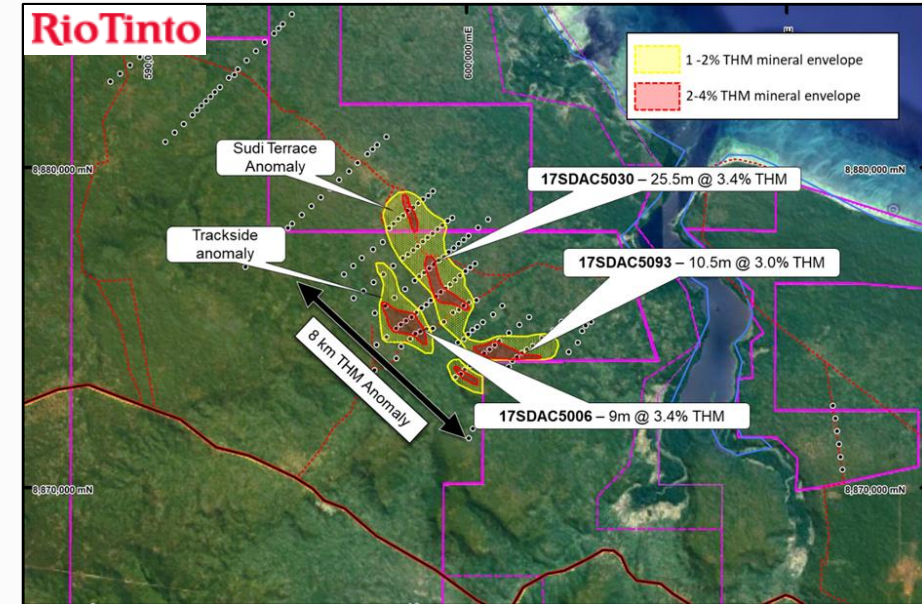 RioTinto
590,
600,000 mE
mE
1 -2% THM mineral envelope
2-4% THM mineral envelope
8,880,000 mN
8,880,000 mN
Sudi Terrace
Anomaly
17SDAC5030 – 25.5m @ 3.4% THM
Trackside
anomaly
17SDAC5093 – 10.5m @ 3.0% THM
8 km THM Anomaly
17SDAC5006 – 9m @ 3.4% THM
8,870,000 mN
8,870,000 mN